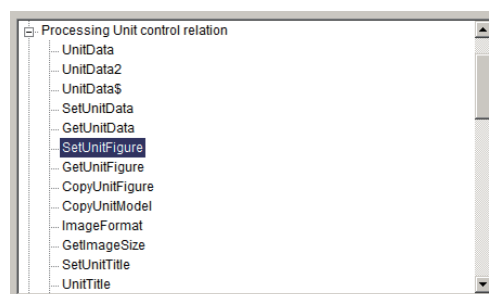 Processing Unit control relation
UnitData
UnitData2
UnitData$
SetUnitData
GetUnitData
SetUnitFigure
GetUnitFigure
CopyUnitFigure
CopyUnitModel
ImageFormat
GetImageSize
SetUnitTitle
UnitTitle